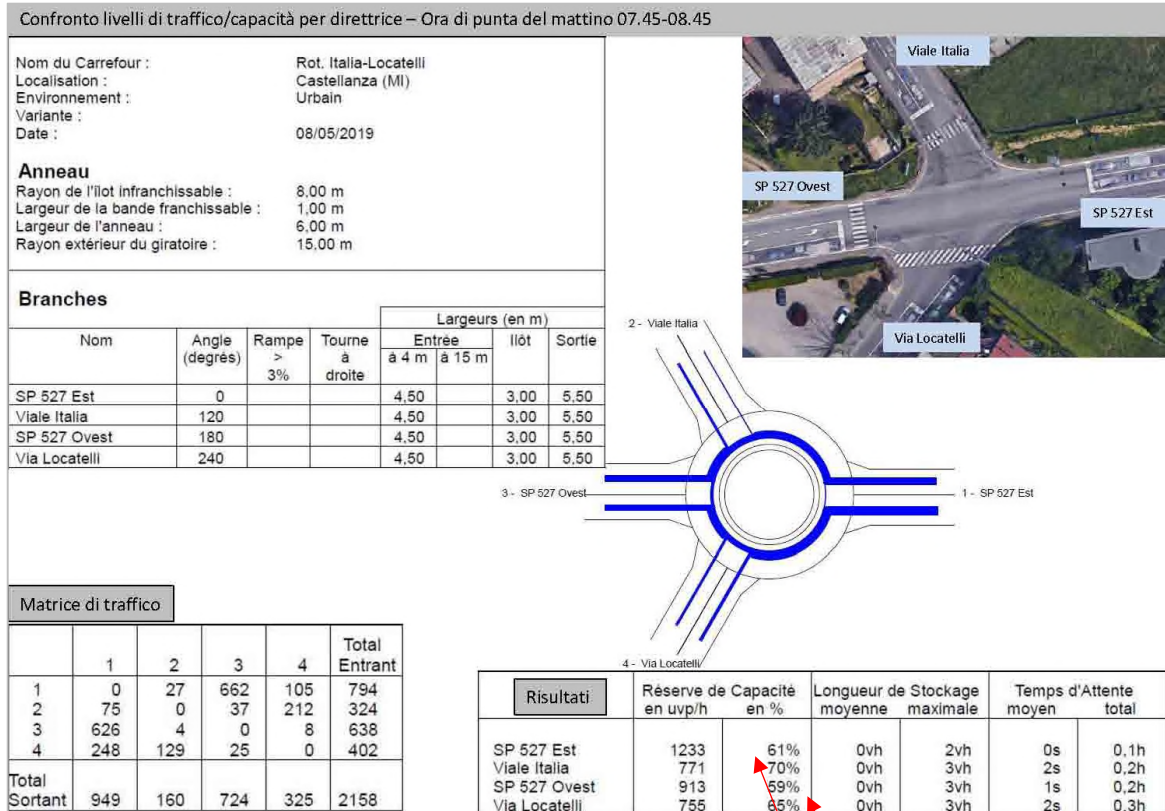 Confronto livelli di traffico/capacità per direttrice – Ora di punta del mattino 07.45-08.45
Nom du Carrefour : Rot. Italia-Locatelli
Localisation : Castellanza (MI)
Environnement : Urbain
Variante :
Date : 08/05/2019
Anneau
Rayon de l'îlot infranchissable : 8,00 m
Largeur de la bande franchissable : 1,00 m
Largeur de l'anneau : 6,00 m
Rayon extérieur du giratoire : 15,00 m
Viale Italia
SP 527 Ovest
SP 527 Est
Via Locatelli
Branches
Largeurs (en m)
Nom Angle Rampe Tourne Entrée Ilôt Sortie
(degrés) > à à 4 m à 15 m
3% droite
SP 527 Est 0 4,50 3,00 5,50
Viale Italia 120 4,50 3,00 5,50
SP 527 Ovest 180 4,50 3,00 5,50
Via Locatelli 240 4,50 3,00 5,50
2 - Viale Italia
3 - SP 527 Ovest
1 - SP 527 Est
4 - Via Locatelli
Matrice di traffico
Total
1 2 3 4 Entrant
1 0 27 662 105 794
2 75 0 37 212 324
3 626 4 0 8 638
4 248 129 25 0 402
Total
Sortant 949 160 724 325 2158
Risultati
Réserve de Capacité Longueur de Stockage Temps d'Attente
en uvp/h en % moyenne maximale moyen total
SP 527 Est 1233 61% 0vh 2vh 0s 0,1h
Viale Italia 771 70% 0vh 3vh 2s 0,2h
SP 527 Ovest 913 59% 0vh 3vh 1s 0,2h
Via Locatelli 755 65% 0vh 3vh 2s 0,3h